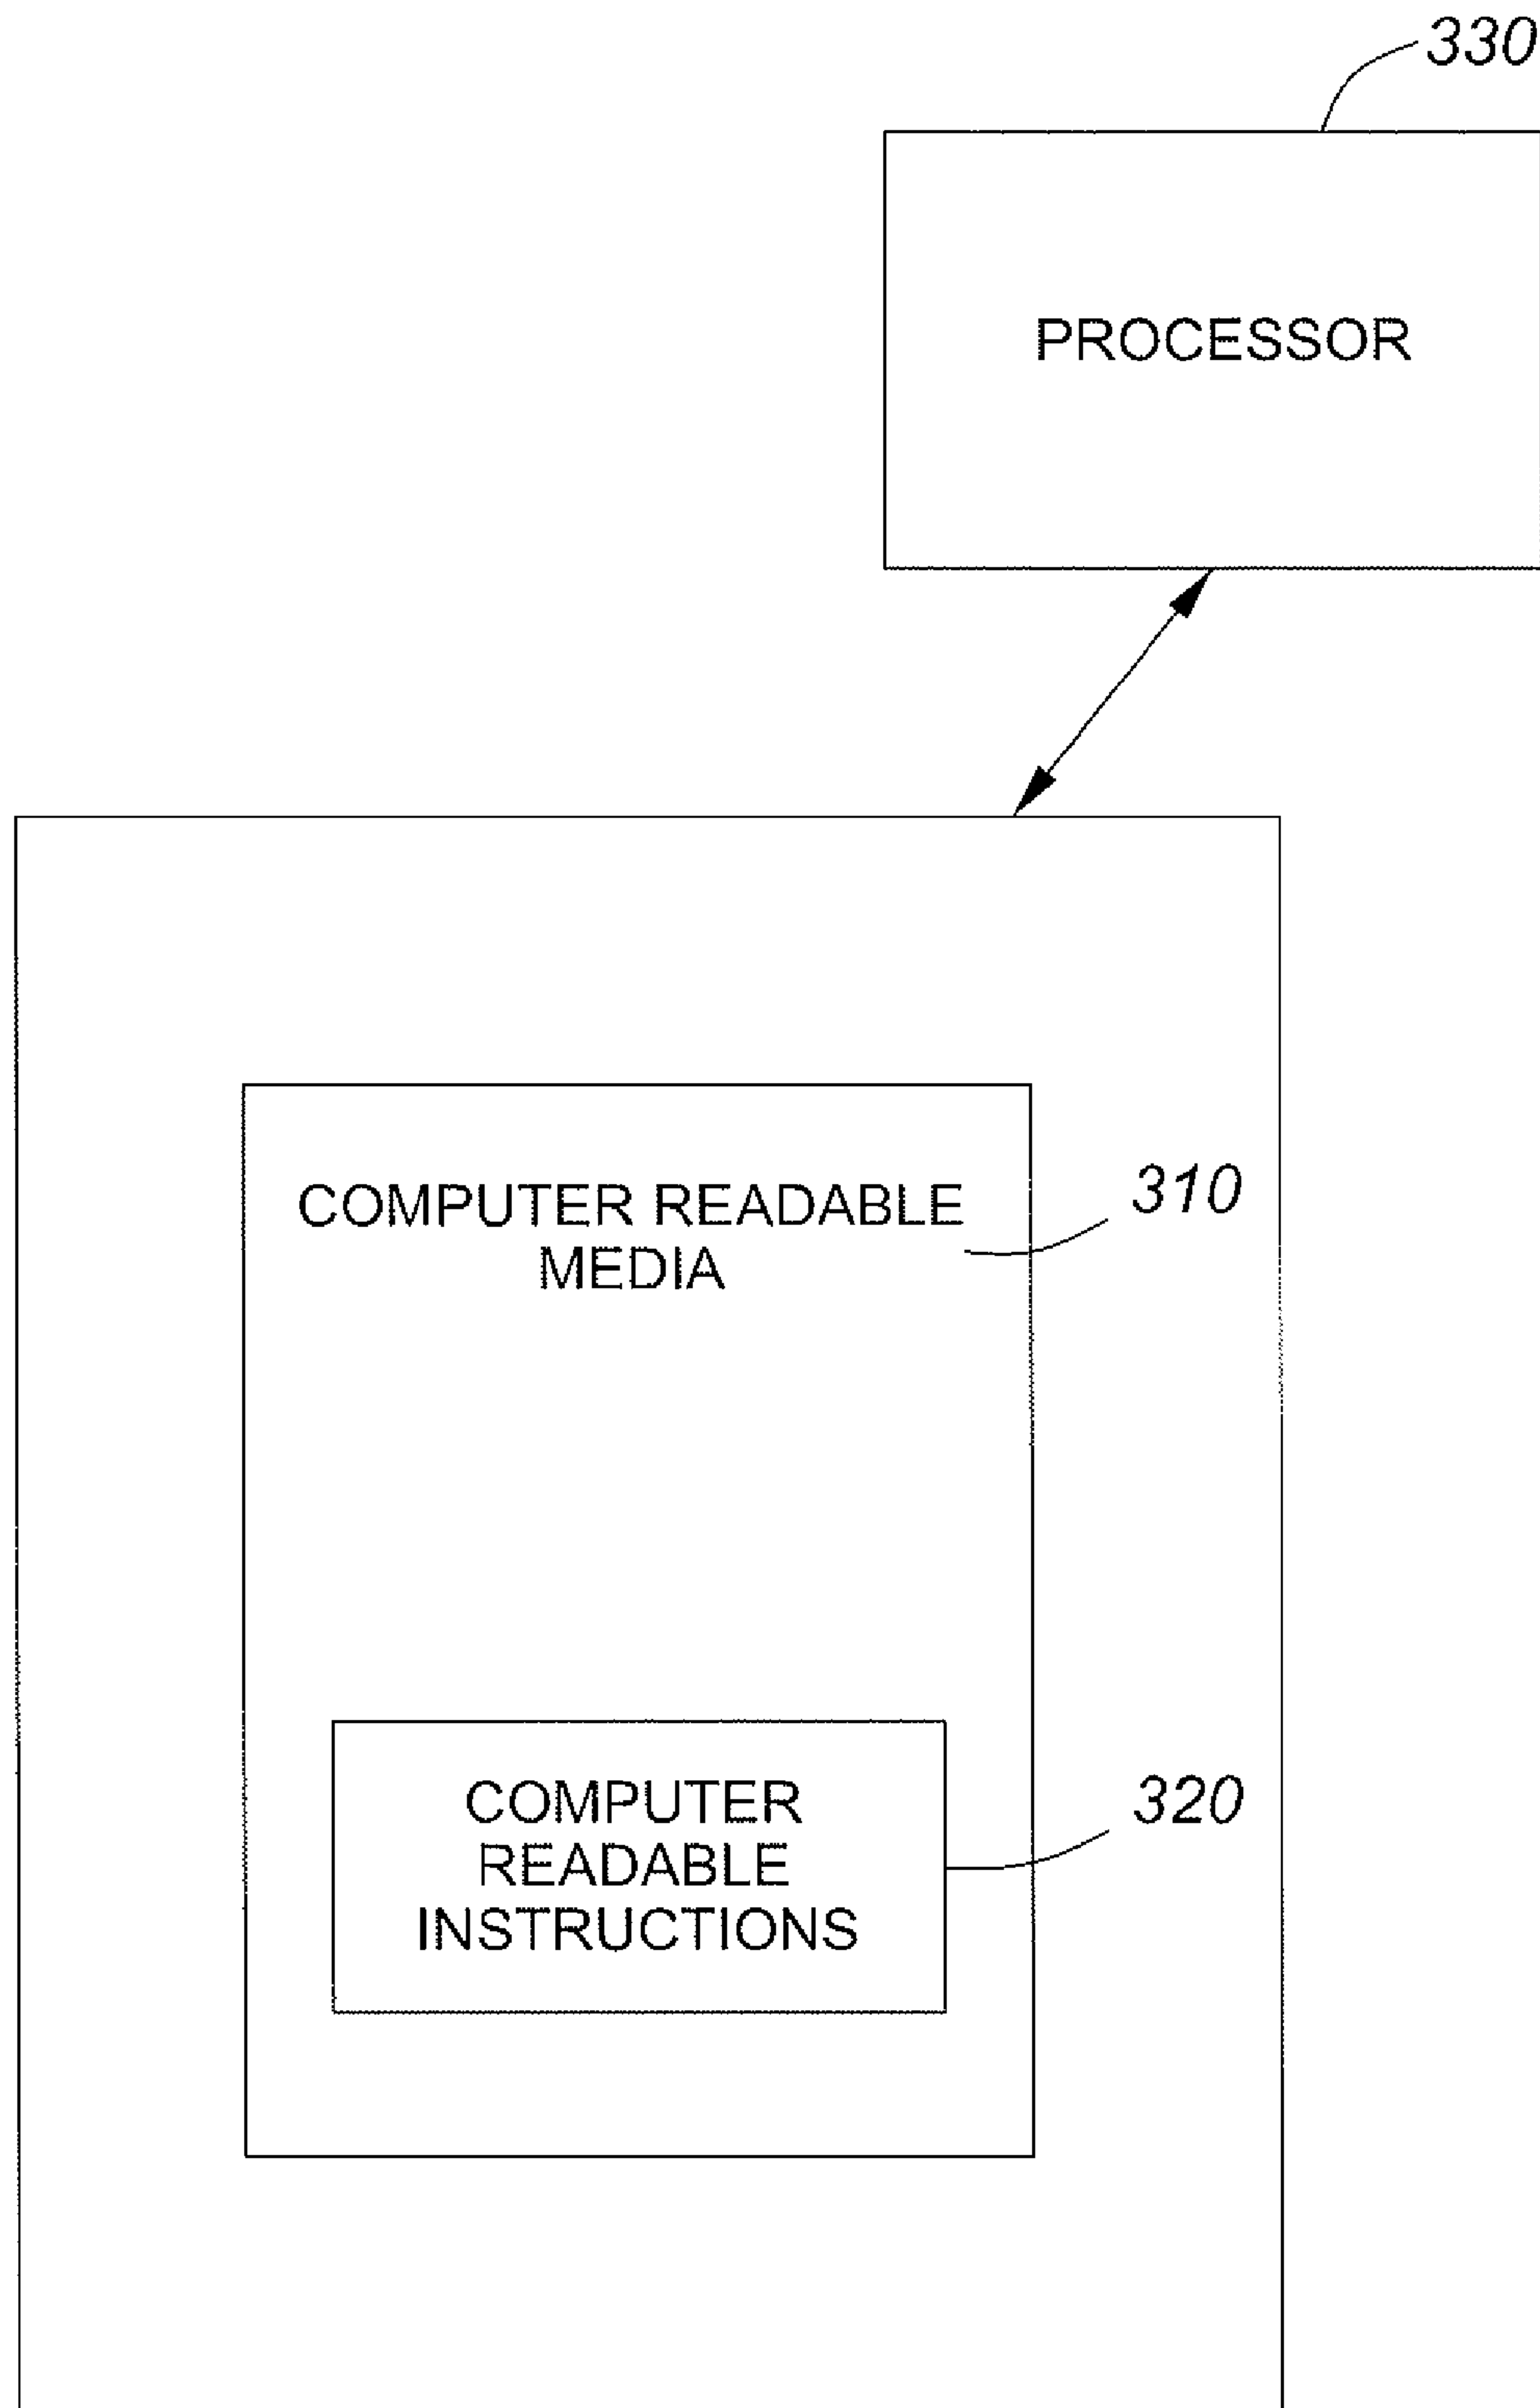 330
PROCESSOR
COMPUTER READABLE
MEDIA
310
COMPUTER
READABLE
INSTRUCTIONS
320